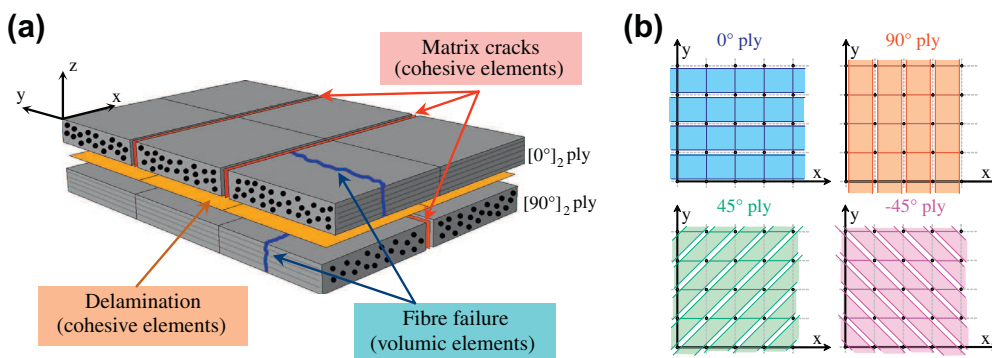 (a)
Matrix cracks
(cohesive elements)
z
y
x
[0°]₂ ply
[90°]₂ ply
Delamination
(cohesive elements)
Fibre failure
(volumic elements)
(b)
0° ply
y
x
90° ply
y
x
45° ply
y
x
-45° ply
y
x